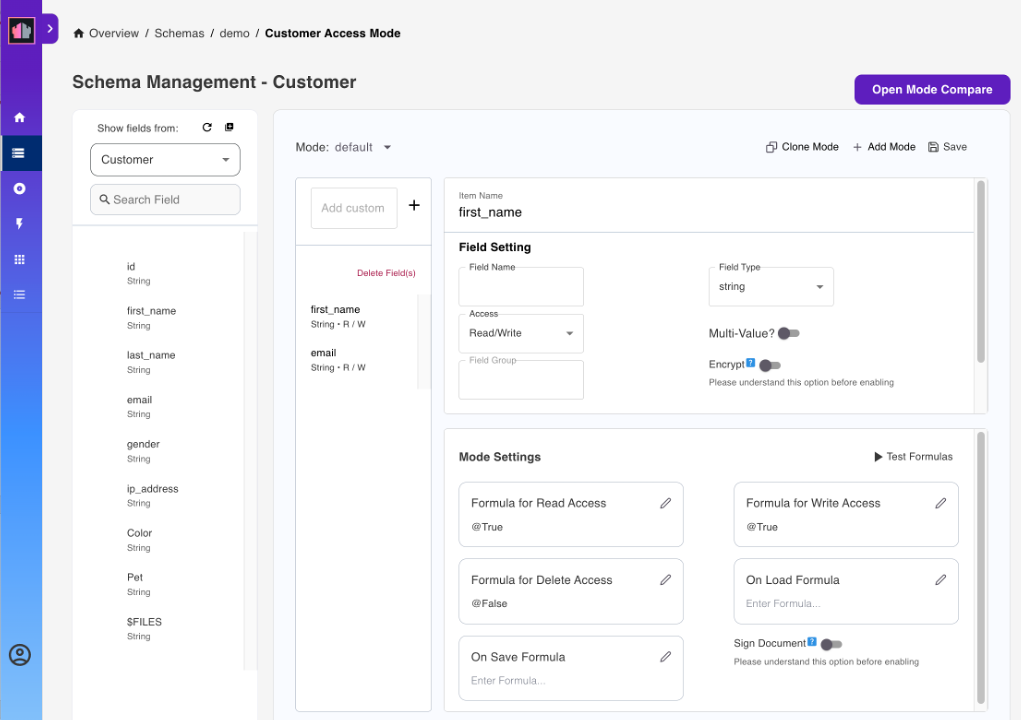 Overview / Schemas / demo / Customer Access Mode
Schema Management - Customer
Open Mode Compare
Show fields from:
Customer
Search Field
id
String
first_name
String
last_name
String
email
String
gender
String
ip_address
String
Color
String
Pet
String
$FILES
String
Mode: default
Clone Mode
+ Add Mode
Save
Add custom
+
Delete Field(s)
first_name
String • R / W
email
String • R / W
Item Name
first_name
Field Setting
Field Name
Field Type
string
Access
Read/Write
Multi-Value?
Field Group
Encrypt ?
Please understand this option before enabling
Mode Settings
Test Formulas
Formula for Read Access
@True
Formula for Write Access
@True
Formula for Delete Access
@False
On Load Formula
Enter Formula...
On Save Formula
Enter Formula...
Sign Document ?
Please understand this option before enabling